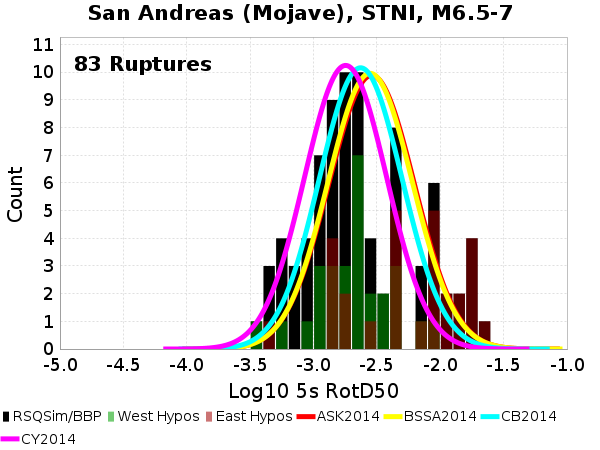 San Andreas (Mojave), STNI, M6.5-7
83 Ruptures
Count
11
10
9
8
7
6
5
4
3
2
1
0
-5.0 -4.5 -4.0 -3.5 -3.0 -2.5 -2.0 -1.5 -1.0
Log10 5s RotD50
RSQSim/BBP West Hypos East Hypos ASK2014 BSSA2014 CB2014
CY2014